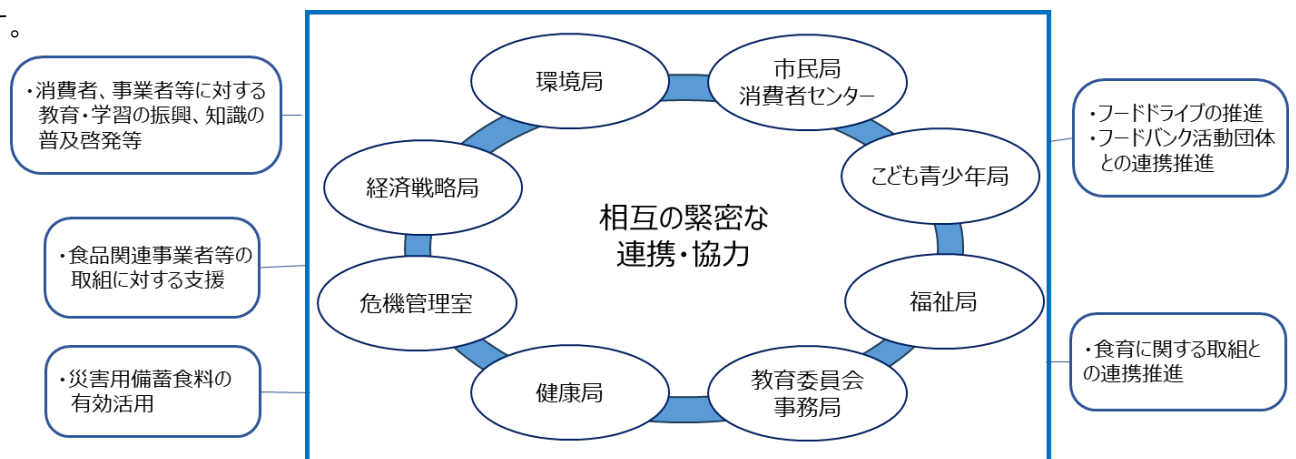 。
・消費者、事業者等に対する
教育・学習の振興、知識の
普及啓発等
・食品関連事業者等の
取組に対する支援
・災害用備蓄食料の
有効活用
環境局
市民局
消費者センター
経済戦略局
こども青少年局
相互の緊密な
連携・協力
危機管理室
福祉局
健康局
教育委員会
事務局
・フードドライブの推進
・フードバンク活動団体
との連携推進
・食育に関する取組と
の連携推進